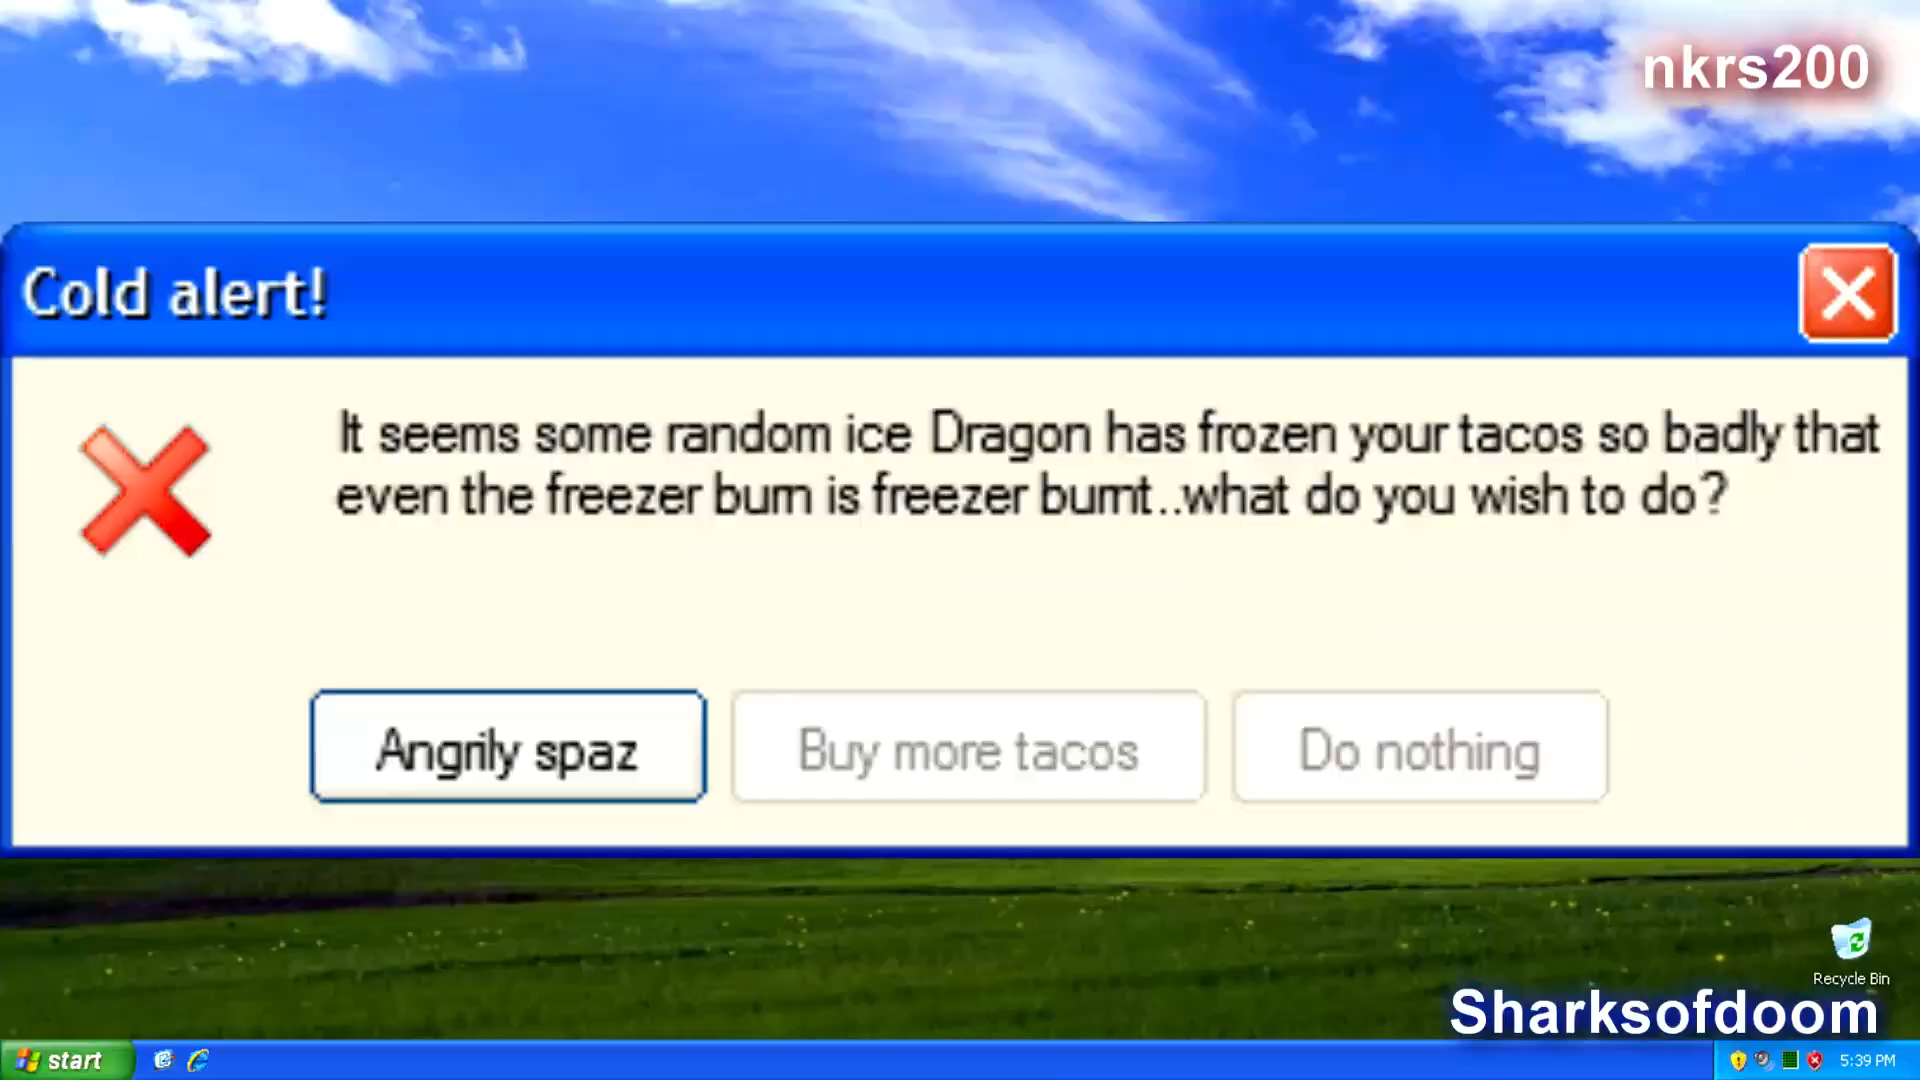 nkrs200
Cold alert!
It seems some random ice Dragon has frozen your tacos so badly that
even the freezer burn is freezer burnt..what do you wish to do?
Angrily spaz
Buy more tacos
Do nothing
Recycle Bin
Sharksofdoom
start
5:39 PM